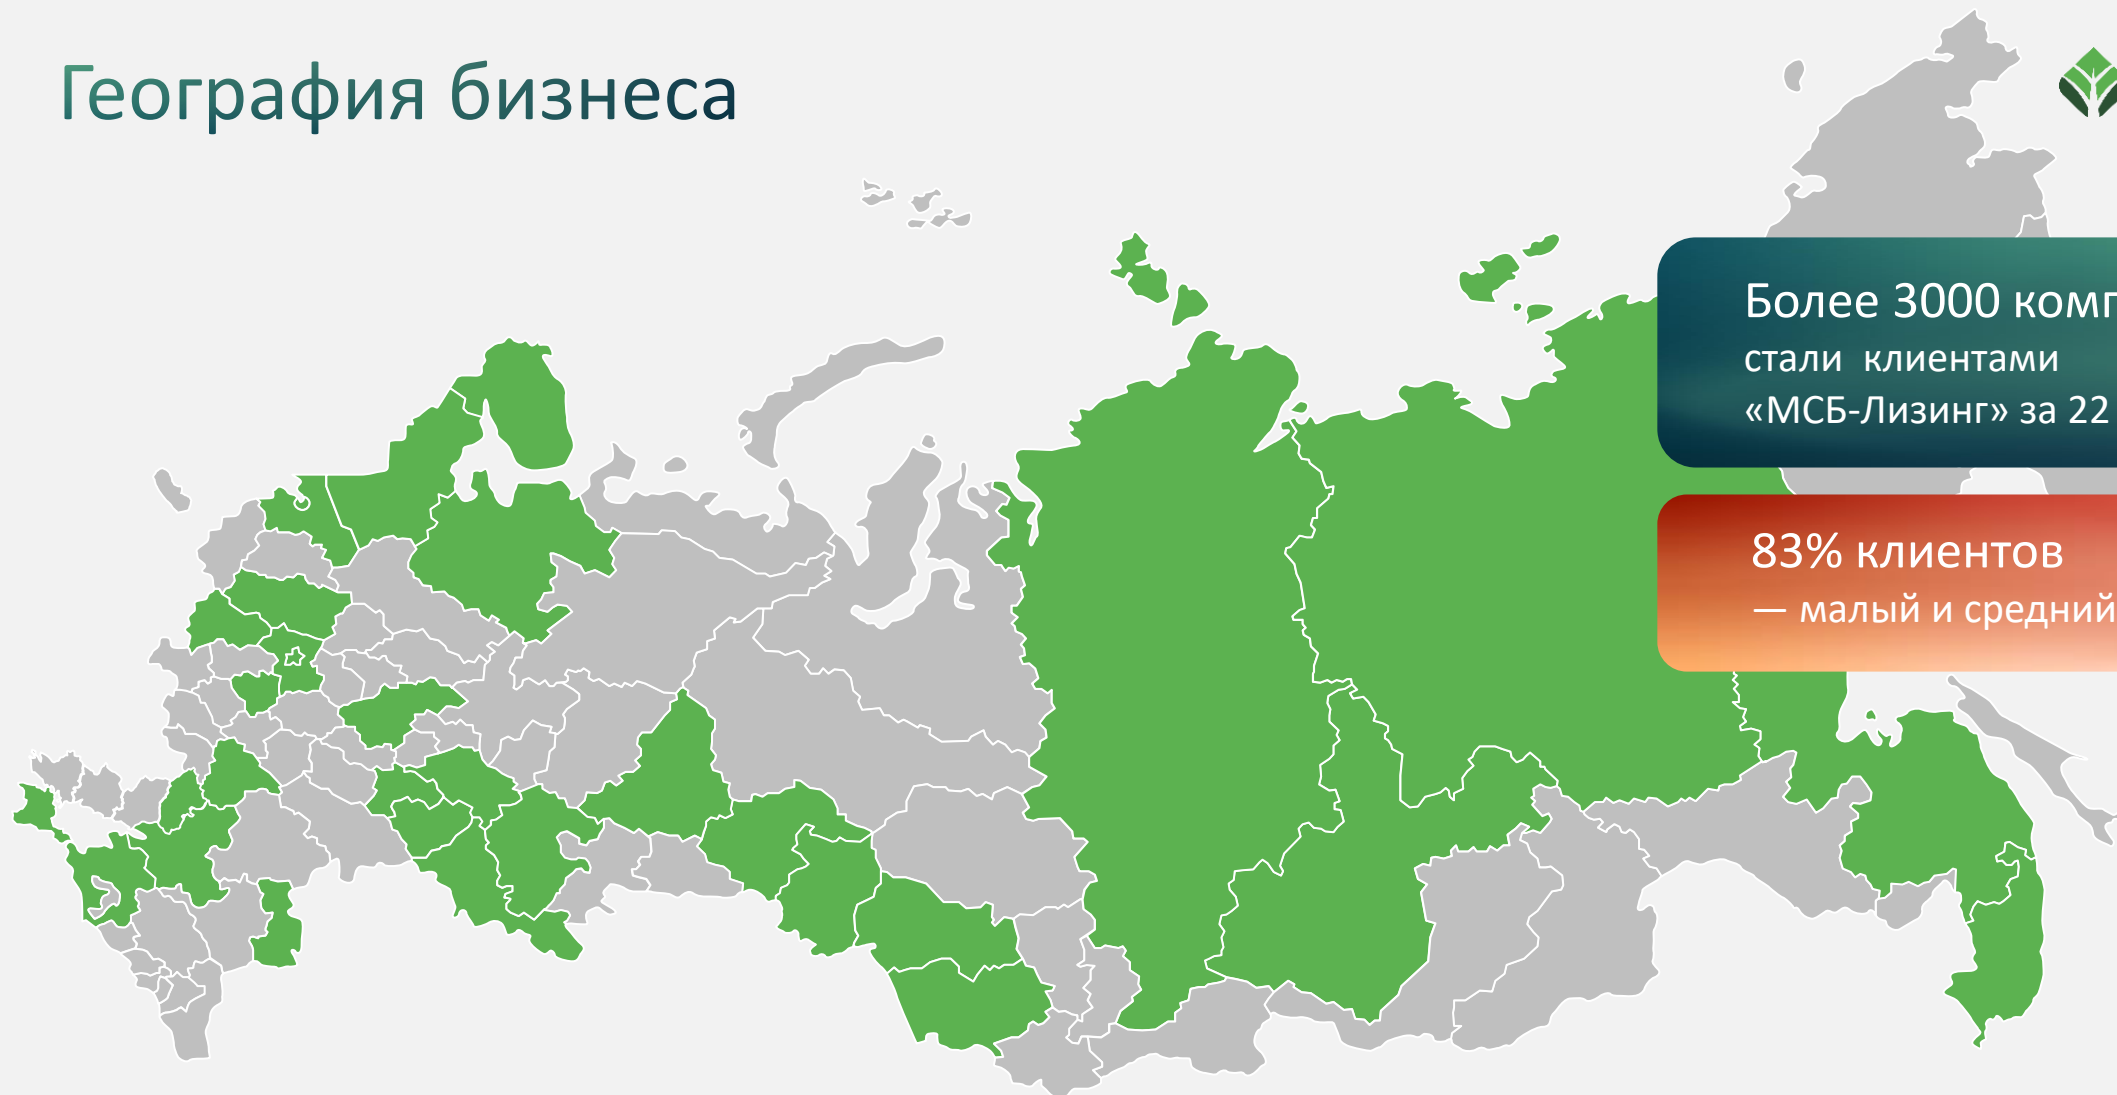 География бизнеса
Более 3000 комп
стали клиентами
«МСБ-Лизинг» за 22
83% клиентов
— малый и средний